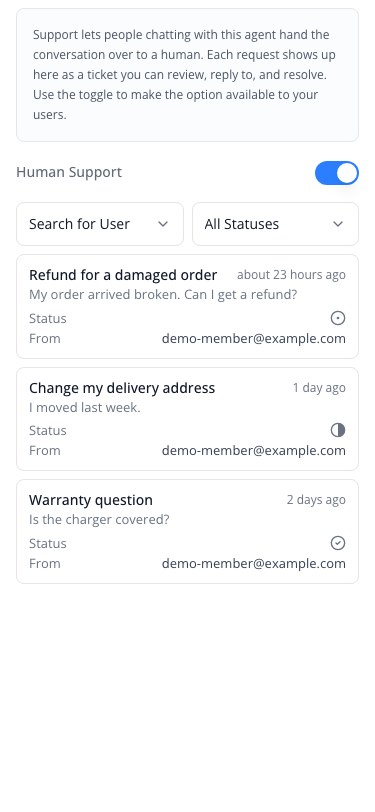 Support lets people chatting with this agent hand the
conversation over to a human. Each request shows up
here as a ticket you can review, reply to, and resolve.
Use the toggle to make the option available to your
users.
Human Support
Search for User
All Statuses
Refund for a damaged order about 23 hours ago
My order arrived broken. Can I get a refund?
Status
From demo-member@example.com
Change my delivery address 1 day ago
I moved last week.
Status
From demo-member@example.com
Warranty question 2 days ago
Is the charger covered?
Status
From demo-member@example.com